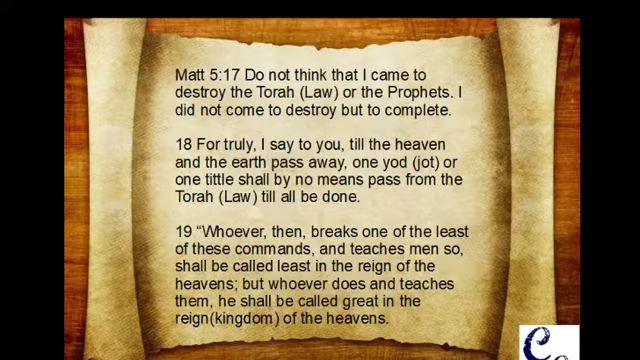 Matt 5:17 Do not think that I came to
destroy the Torah (Law) or the Prophets. I
did not come to destroy but to complete.
18 For truly, I say to you, till the heaven
and the earth pass away, one yod (jot) or
one tittle shall by no means pass from the
Torah (Law) till all be done.
19 “Whoever, then, breaks one of the least
of these commands, and teaches men so,
shall be called least in the reign of the
heavens; but whoever does and teaches
them, he shall be called great in the
reign(kingdom) of the heavens.